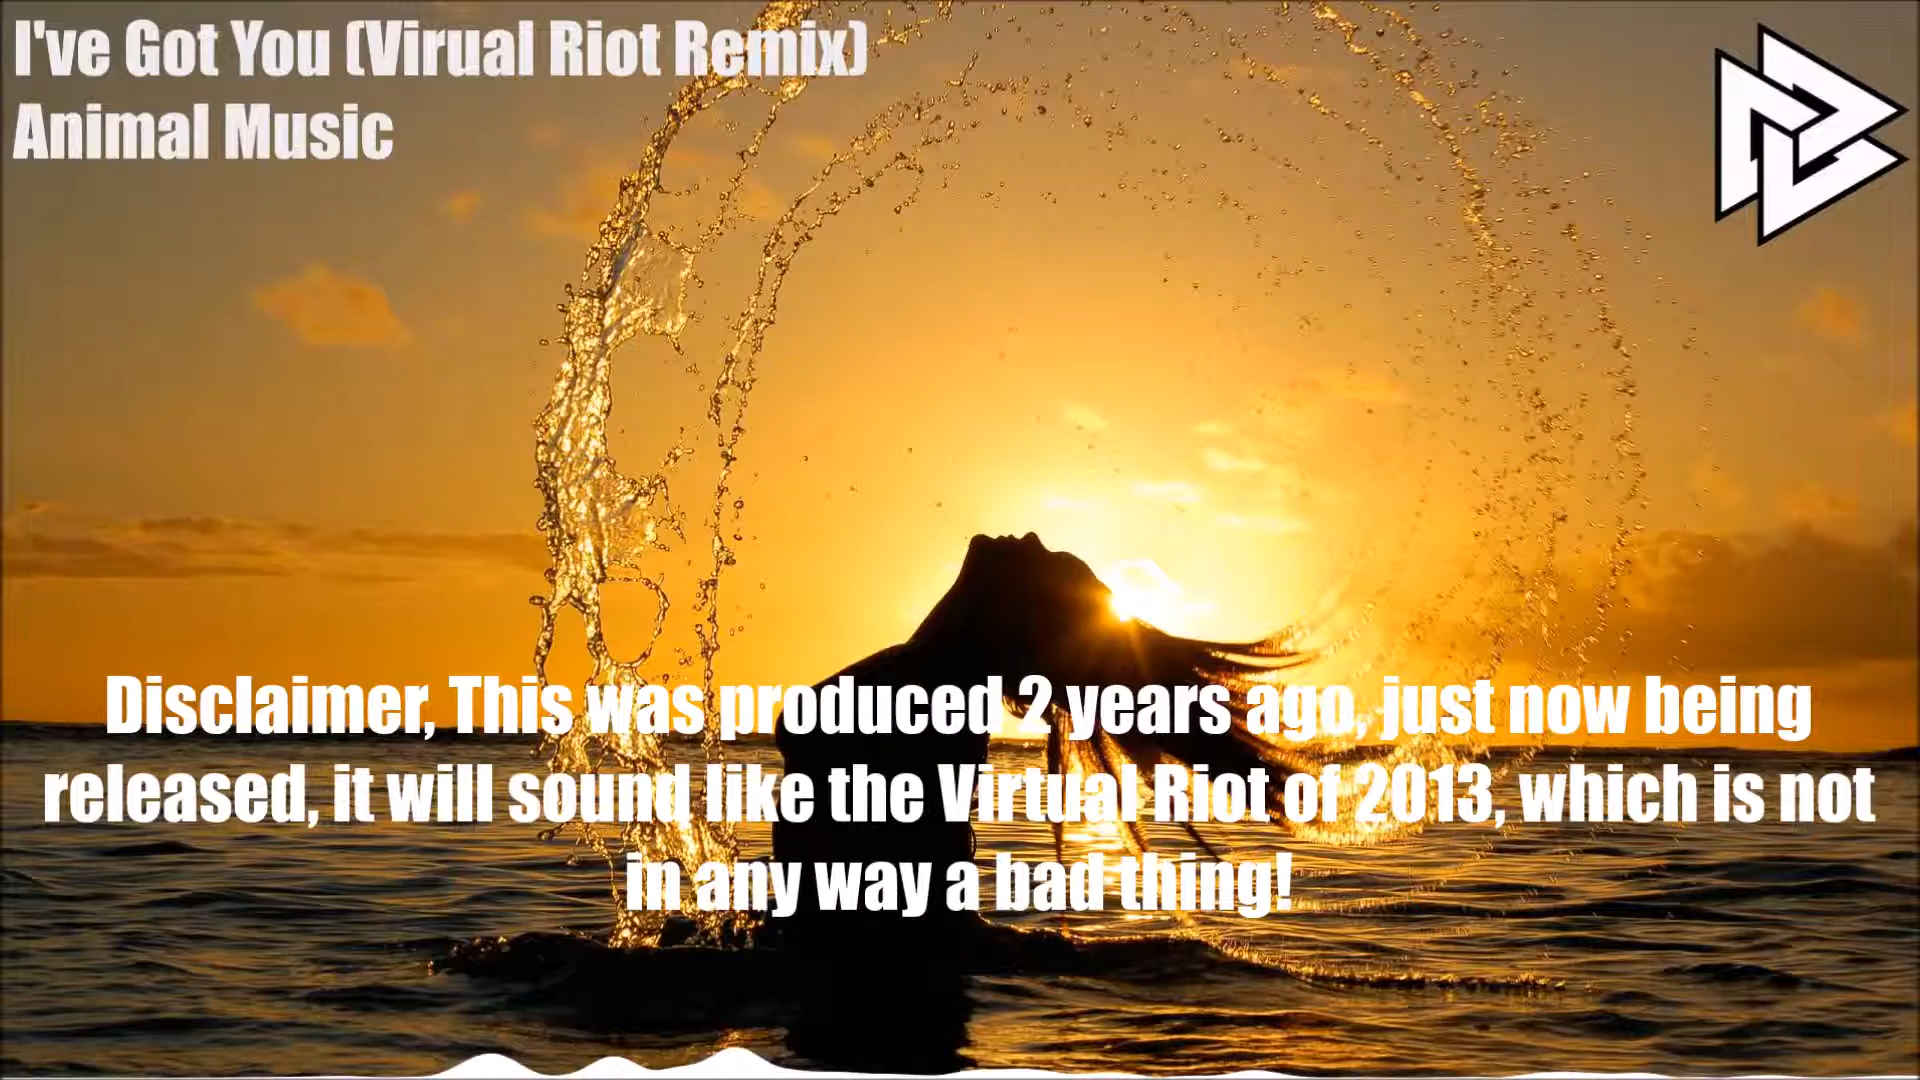 I've Got You (Virual Riot Remix)
Animal Music
Disclaimer, This was produced 2 years ago, just now being
released, it will sound like the Virtual Riot of 2013, which is not
in any way a bad thing!